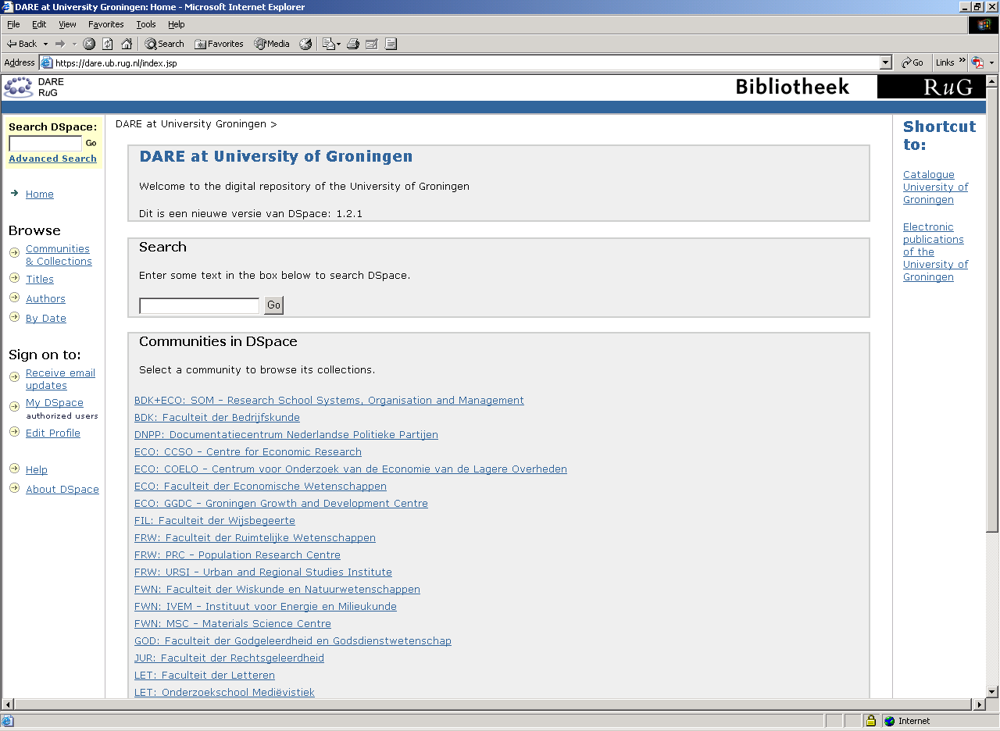 DARE at University Groningen: Home - Microsoft Internet Explorer
File Edit View Favorites Tools Help
Back Search Favorites Media
Address https://dare.ub.rug.nl/index.jsp Go Links »
DARE
RuG
Bibliotheek
RuG
Search DSpace:
Go
Advanced Search
Home
Browse
Communities
& Collections
Titles
Authors
By Date
Sign on to:
Receive email
updates
My DSpace
authorized users
Edit Profile
Help
About DSpace
DARE at University Groningen >
DARE at University of Groningen
Welcome to the digital repository of the University of Groningen
Dit is een nieuwe versie van DSpace: 1.2.1
Search
Enter some text in the box below to search DSpace.
Go
Communities in DSpace
Select a community to browse its collections.
BDK+ECO: SOM - Research School Systems, Organisation and Management
BDK: Faculteit der Bedrijfskunde
DNPP: Documentatiecentrum Nederlandse Politieke Partijen
ECO: CCSO - Centre for Economic Research
ECO: COELO - Centrum voor Onderzoek van de Economie van de Lagere Overheden
ECO: Faculteit der Economische Wetenschappen
ECO: GGDC - Groningen Growth and Development Centre
FIL: Faculteit der Wijsbegeerte
FRW: Faculteit der Ruimtelijke Wetenschappen
FRW: PRC - Population Research Centre
FRW: URSI - Urban and Regional Studies Institute
FWN: Faculteit der Wiskunde en Natuurwetenschappen
FWN: IVEM - Instituut voor Energie en Milieukunde
FWN: MSC - Materials Science Centre
GOD: Faculteit der Godgeleerdheid en Godsdienstwetenschap
JUR: Faculteit der Rechtsgeleerdheid
LET: Faculteit der Letteren
LET: Onderzoekschool Mediëvistiek
Shortcut
to:
Catalogue
University of
Groningen
Electronic
publications
of the
University of
Groningen
Internet